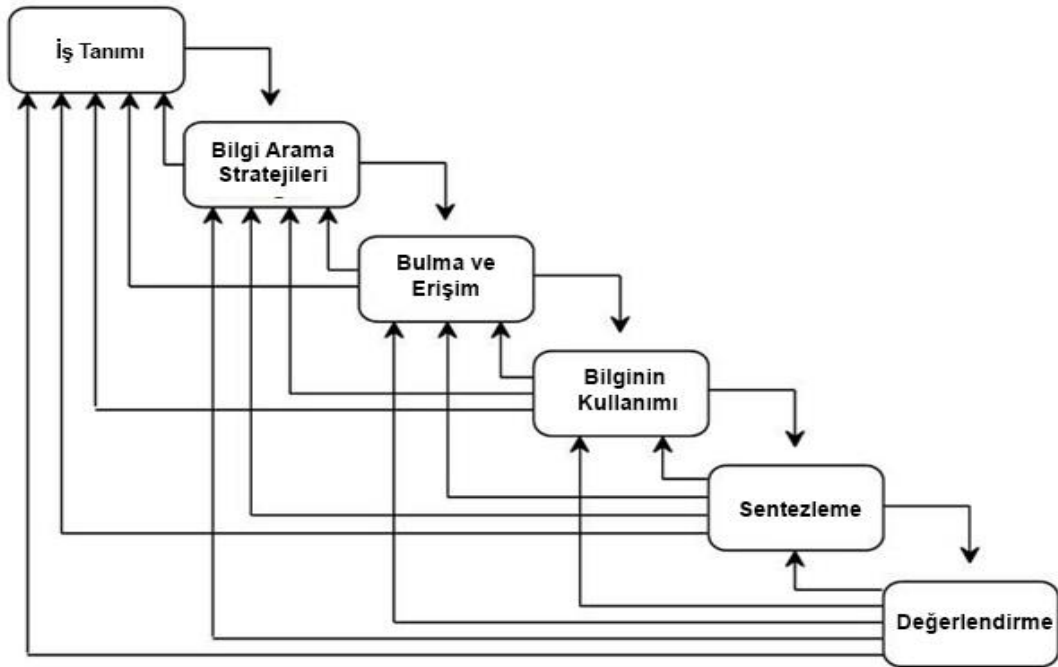 İş Tanımı
Bilgi Arama
Stratejileri
Bulma ve
Erişim
Bilginin
Kullanımı
Sentezleme
Değerlendirme